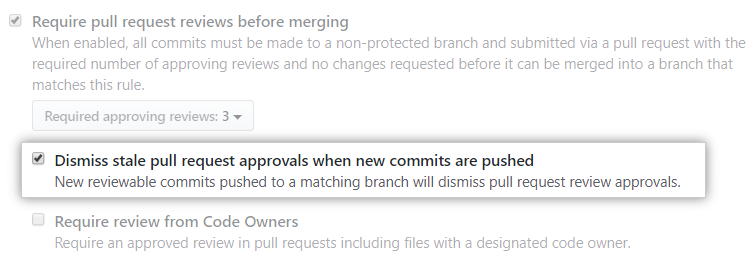 Require pull request reviews before merging
When enabled, all commits must be made to a non-protected branch and submitted via a pull request with the
required number of approving reviews and no changes requested before it can be merged into a branch that
matches this rule.
Required approving reviews: 3
Dismiss stale pull request approvals when new commits are pushed
New reviewable commits pushed to a matching branch will dismiss pull request review approvals.
Require review from Code Owners
Require an approved review in pull requests including files with a designated code owner.